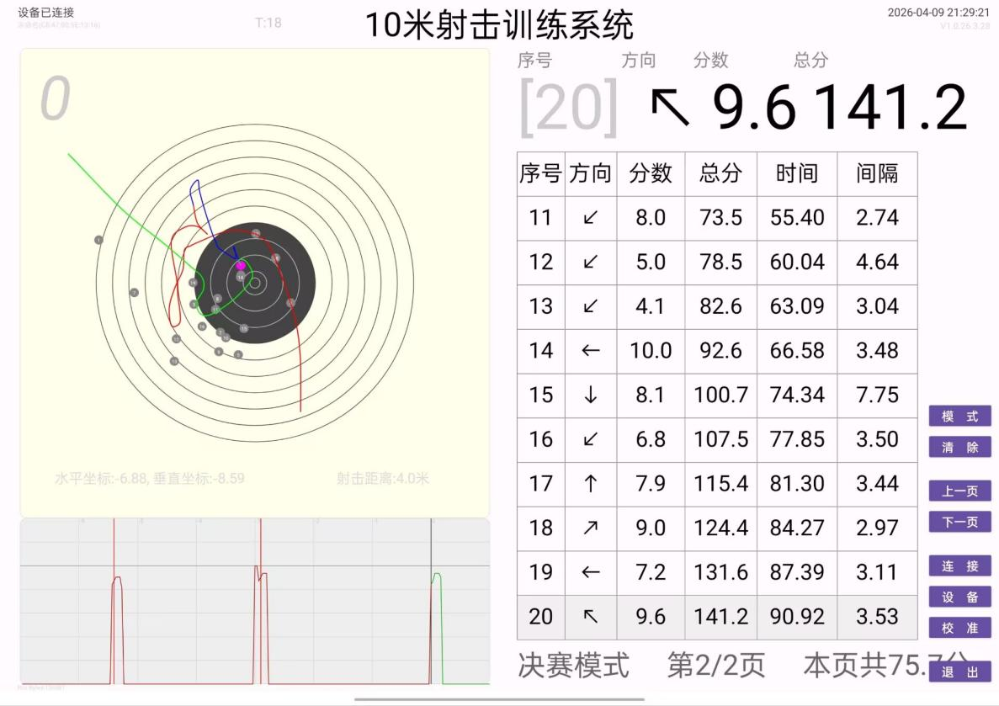 设备已连接
T:18
10米射击训练系统
2026-04-09 21:29:21
V1.0.26.3.28
0
序号 方向 分数 总分
[20] ↖ 9.6 141.2
序号 方向 分数 总分 时间 间隔
11 ↙ 8.0 73.5 55.40 2.74
12 ↙ 5.0 78.5 60.04 4.64
13 ↙ 4.1 82.6 63.09 3.04
14 ← 10.0 92.6 66.58 3.48
15 ↓ 8.1 100.7 74.34 7.75
16 ↙ 6.8 107.5 77.85 3.50
17 ↑ 7.9 115.4 81.30 3.44
18 ↗ 9.0 124.4 84.27 2.97
19 ← 7.2 131.6 87.39 3.11
20 ↖ 9.6 141.2 90.92 3.53
水平坐标:-6.88, 垂直坐标:-8.59
射击距离:4.0米
模 式
清 除
上一页
下一页
连 接
设 备
校 准
退 出
决赛模式 第2/2页 本页共75.7分